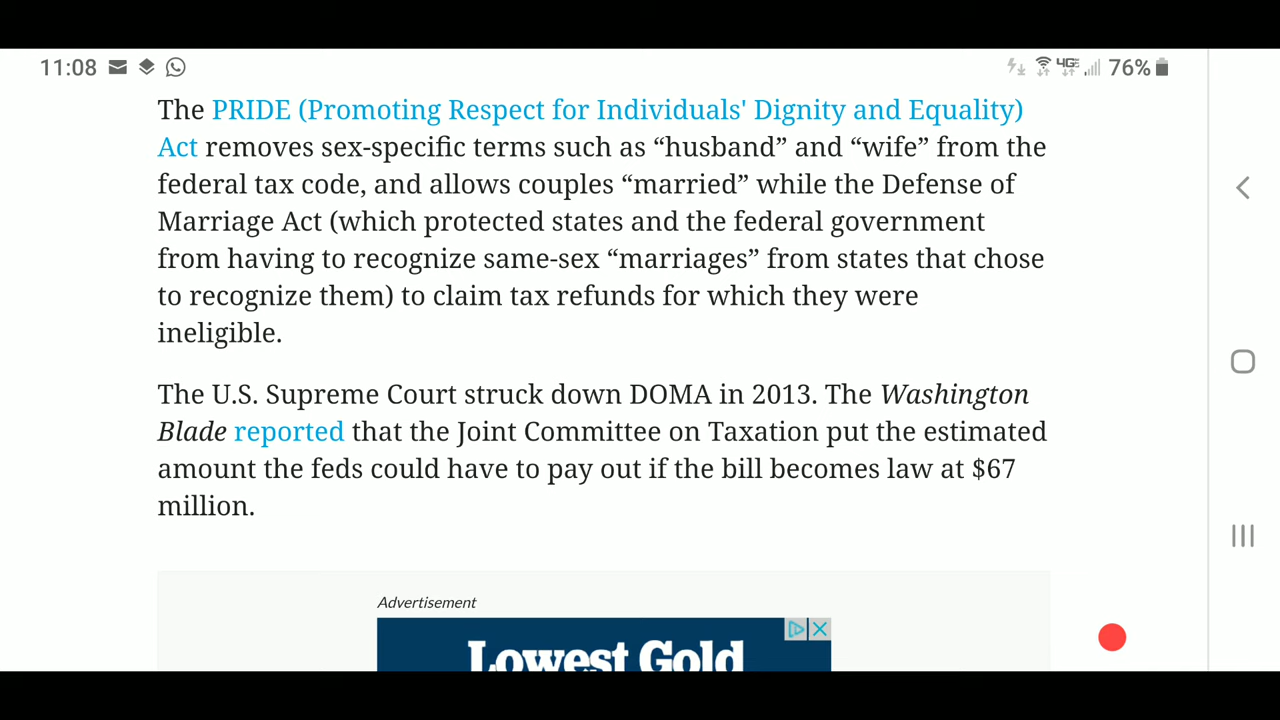 11:08
4G 76%
The PRIDE (Promoting Respect for Individuals' Dignity and Equality)
Act removes sex-specific terms such as “husband” and “wife” from the
federal tax code, and allows couples “married” while the Defense of
Marriage Act (which protected states and the federal government
from having to recognize same-sex “marriages” from states that chose
to recognize them) to claim tax refunds for which they were
ineligible.
The U.S. Supreme Court struck down DOMA in 2013. The Washington
Blade reported that the Joint Committee on Taxation put the estimated
amount the feds could have to pay out if the bill becomes law at $67
million.
Advertisement
Lowest Gold